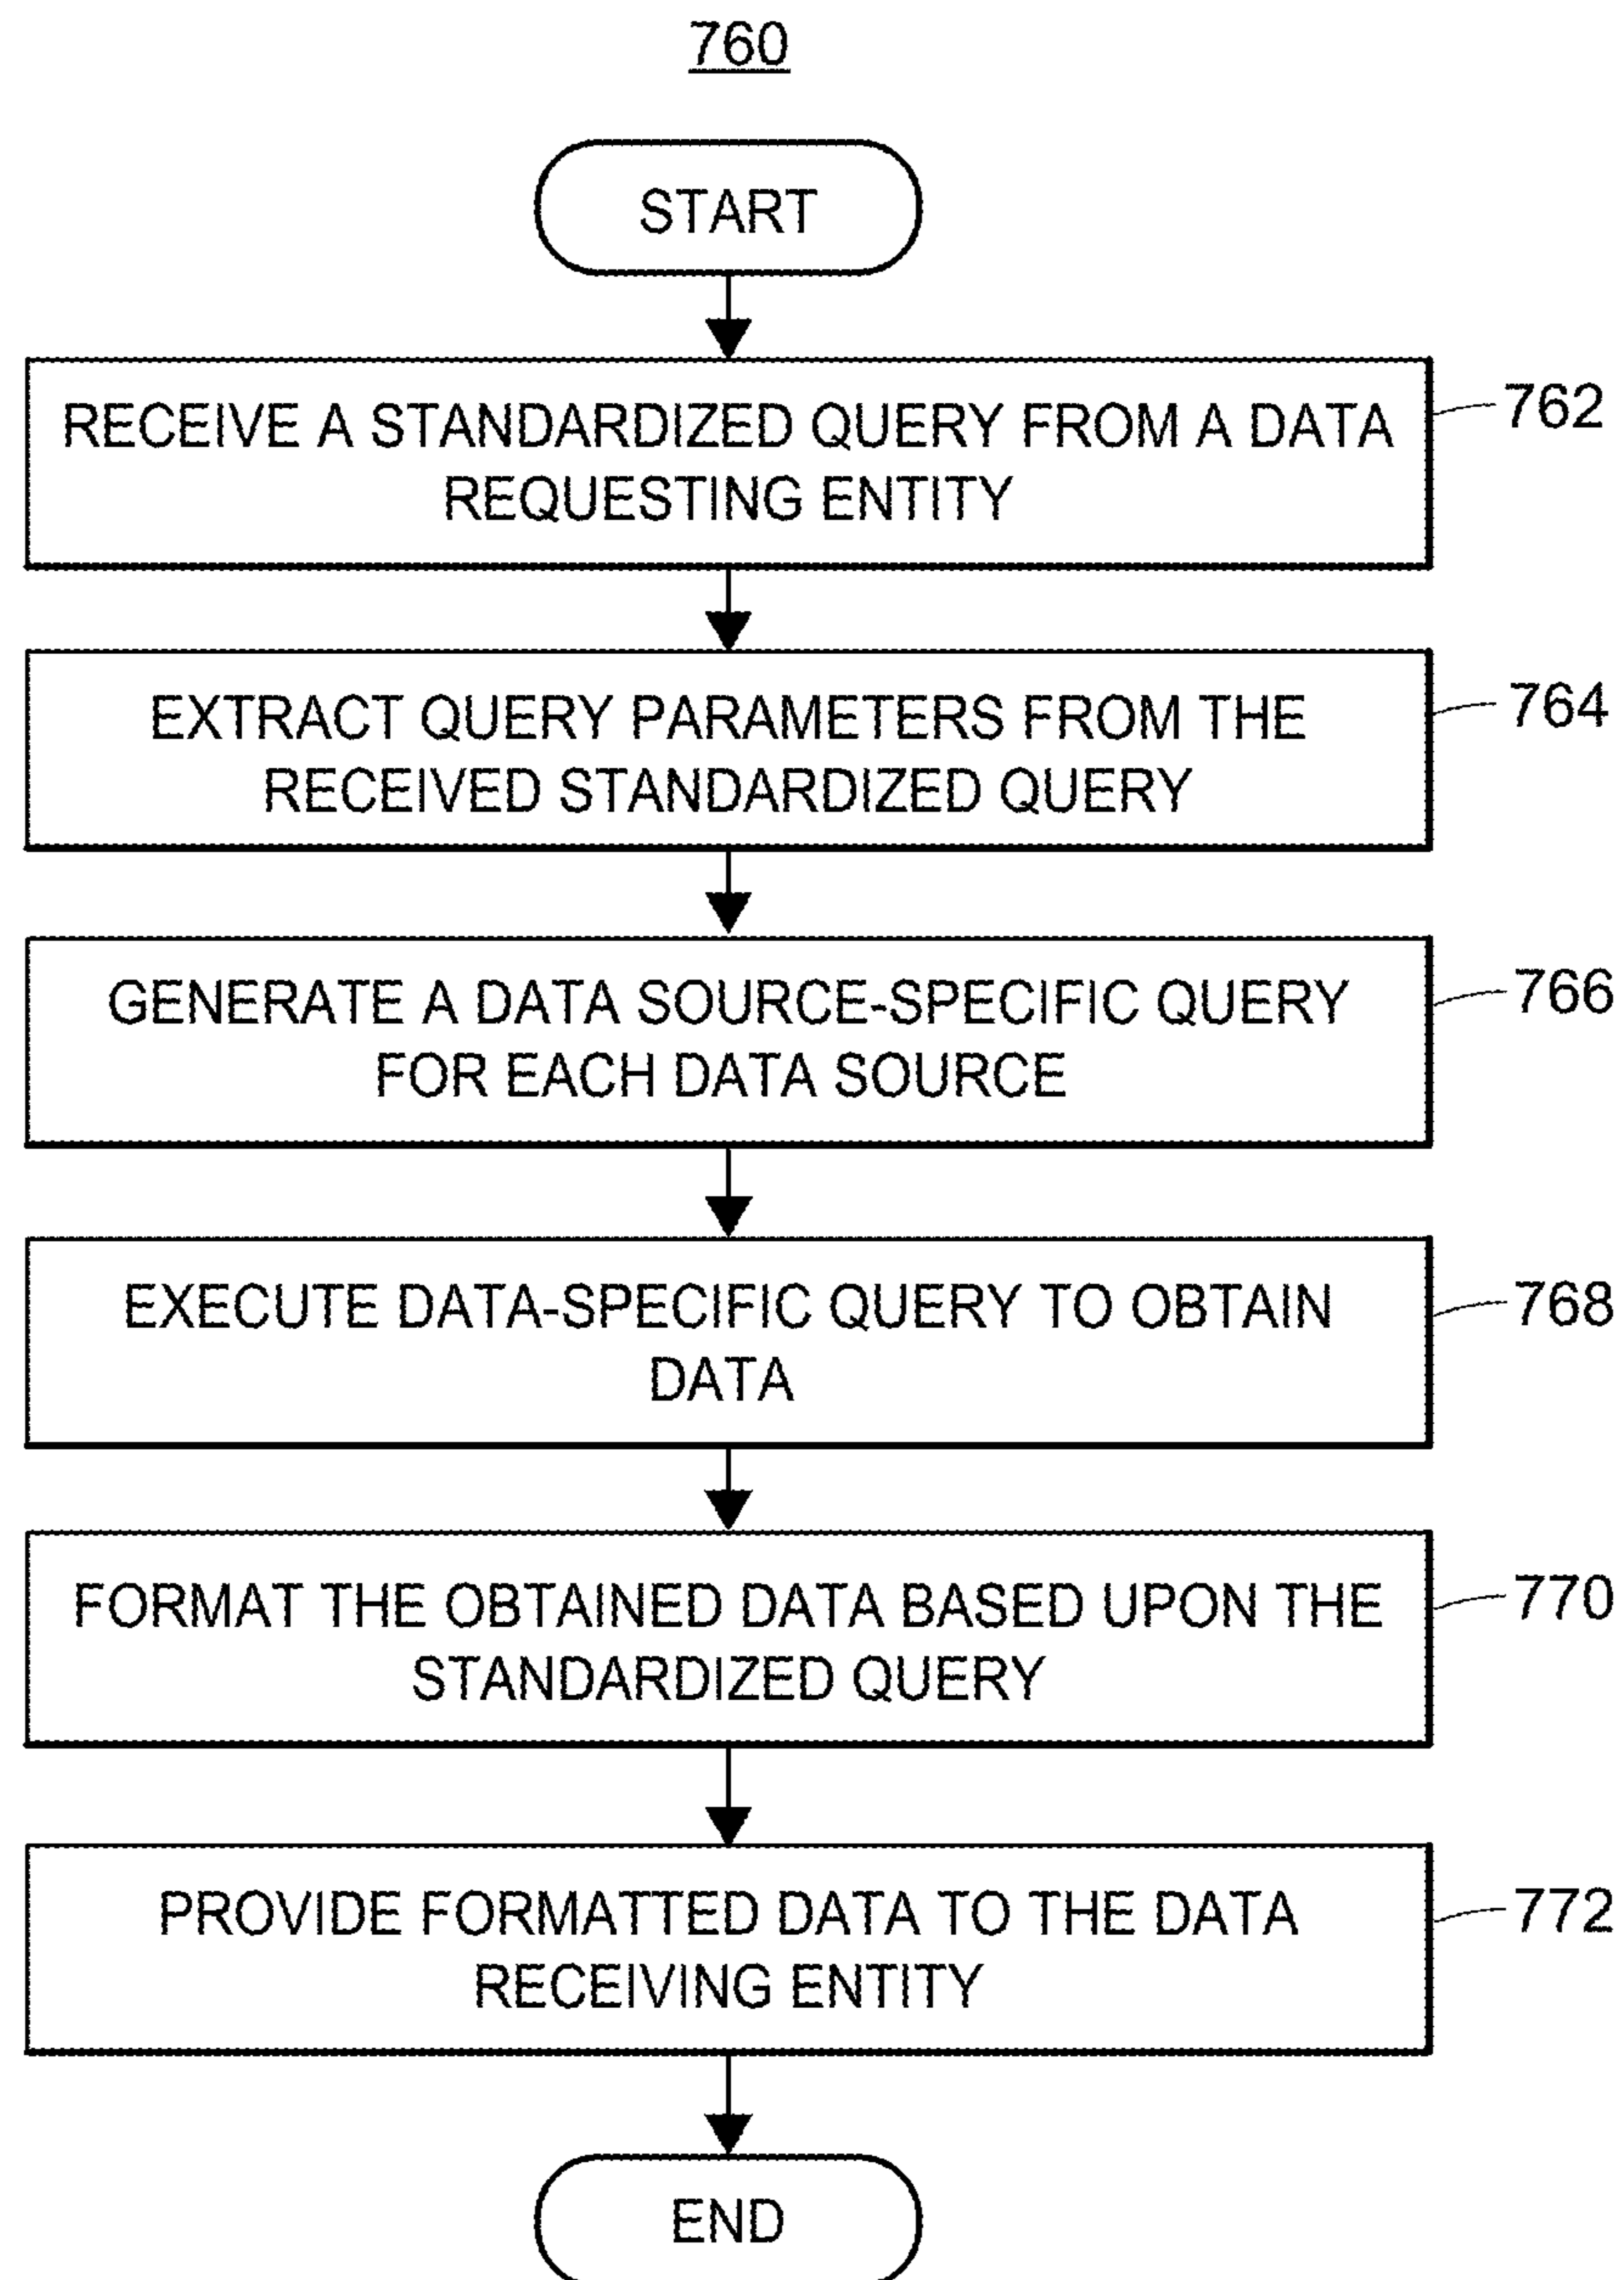 760
START
RECEIVE A STANDARDIZED QUERY FROM A DATA
REQUESTING ENTITY
762
EXTRACT QUERY PARAMETERS FROM THE
RECEIVED STANDARDIZED QUERY
764
GENERATE A DATA SOURCE-SPECIFIC QUERY
FOR EACH DATA SOURCE
766
EXECUTE DATA-SPECIFIC QUERY TO OBTAIN
DATA
768
FORMAT THE OBTAINED DATA BASED UPON THE
STANDARDIZED QUERY
770
PROVIDE FORMATTED DATA TO THE DATA
RECEIVING ENTITY
772
END